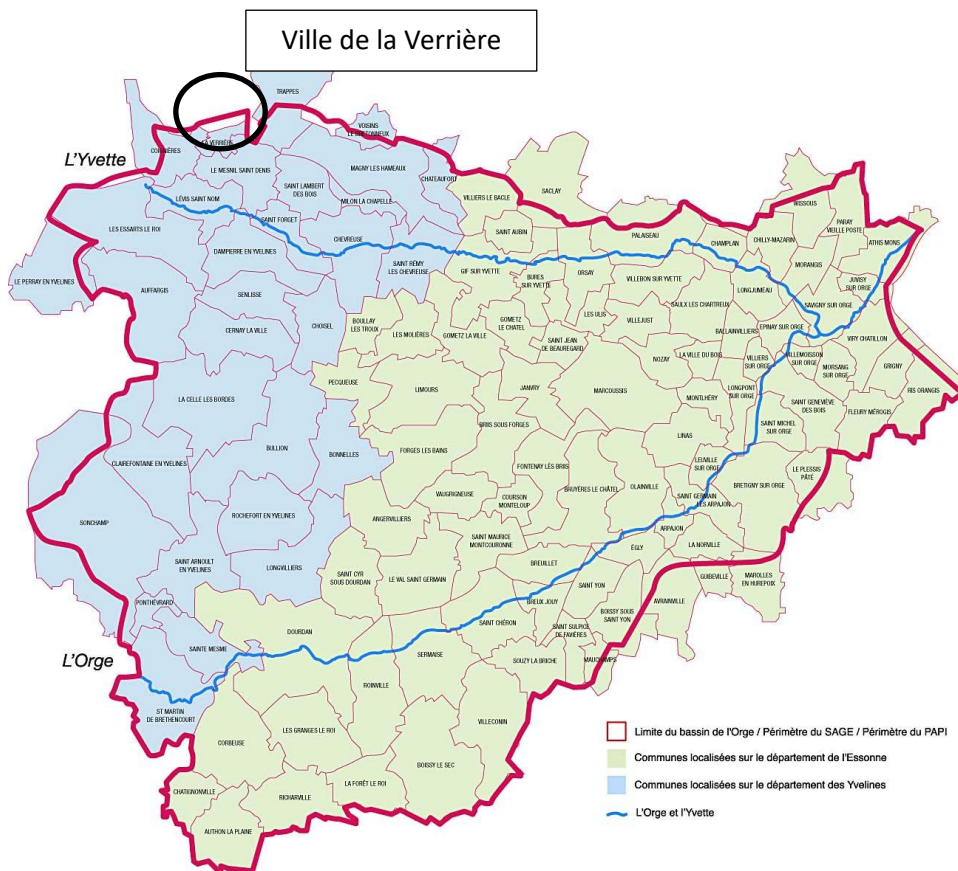 Ville de la Verrière
TRAPPES
VOISINS
LE BRETONNEUX
COIGNIÈRES
LA VERRIÈRE
L'Yvette
LE MESNIL SAINT DENIS
MAGNY LES HAMEAUX
CHATEAUFORT
SACLAY
SAINT LAMBERT
DES BOIS
VILLIERS LE BACLE
LÉVIS SAINT NOM
MILON LA CHAPELLE
WISSOUS
SAINT FORGET
SAINT AUBIN
PALAISEAU
CHAMPLAN
CHILLY-MAZARIN
PARAY
VIEILLE POSTE
ATHIS MONS
LES ESSARTS LE ROI
CHEVREUSE
DAMPIERRE EN YVELINES
SAINT RÉMY
LES CHEVREUSE
GIF SUR YVETTE
BURES
SUR YVETTE
ORSAY
VILLEBON SUR YVETTE
MORANGIS
LE PERRAY EN YVELINES
AUFFARGIS
SENLISSE
LONGJUMEAU
JUVISY
SUR ORGE
SAULX LES CHARTREUX
SAVIGNY SUR ORGE
CERNAY LA VILLE
CHOISEL
BOULLAY
LES TROUX
LES MOLIÈRES
GOMETZ LA VILLE
GOMETZ
LE CHATEL
LES ULIS
VILLEJUST
BALLAINVILLIERS
EPINAY SUR ORGE
SAINT JEAN
DE BEAUREGARD
VIRY CHATILLON
NOZAY
LA VILLE DU BOIS
VILLIERS
SUR ORGE
VILLEMOISSON
SUR ORGE
MORSANG
SUR ORGE
GRIGNY
PECQUEUSE
LIMOURS
JANVRY
MARCOUSSIS
MONTLHÉRY
LONGPONT
SUR ORGE
RIS ORANGIS
LA CELLE LES BORDES
SAINT GENEVIÈVE
DES BOIS
FLEURY MÉROGIS
BRIIS SOUS FORGES
SAINT MICHEL
SUR ORGE
LINAS
BULLION
BONNELLES
FORGES LES BAINS
CLAIREFONTAINE EN YVELINES
FONTENAY LÈS BRIIS
LEUVILLE
SUR ORGE
LE PLESSIS
PÂTÉ
BRUYÈRES LE CHÂTEL
OLAINVILLE
BRETIGNY SUR ORGE
VAUGRIGNEUSE
COURSON
MONTELOUP
SAINT GERMAIN
LES ARPAJON
SONCHAMP
ROCHEFORT EN YVELINES
ANGERVILLIERS
ARPAJON
SAINT MAURICE
MONTCOURONNE
LA NORVILLE
ÉGLY
SAINT ARNOULT
EN YVELINES
LONGVILLIERS
SAINT CYR
SOUS DOURDAN
LE VAL SAINT GERMAIN
BREUILLET
GUIBEVILLE
MAROLLES
EN HUREPOIX
SAINT YON
PONTHÉVRARD
BREUX JOUY
AVRAINVILLE
BOISSY SOUS
SAINT YON
SAINT CHÉRON
SAINT SULPICE
DE FAVIÈRES
DOURDAN
SAINTE MESME
SERMAISE
SOUZY LA BRICHE
MAUCHAMPS
L'Orge
ROINVILLE
ST MARTIN
DE BRETHENCOURT
VILLECONIN
LES GRANGES LE ROI
CORBEUSE
BOISSY LE SEC
LA FORÊT LE ROI
CHATIGNONVILLE
RICHARVILLE
AUTHON LA PLAINE
Limite du bassin de l'Orge / Périmètre du SAGE / Périmètre du PAPI
Communes localisées sur le département de l'Essonne
Communes localisées sur le département des Yvelines
L'Orge et l'Yvette